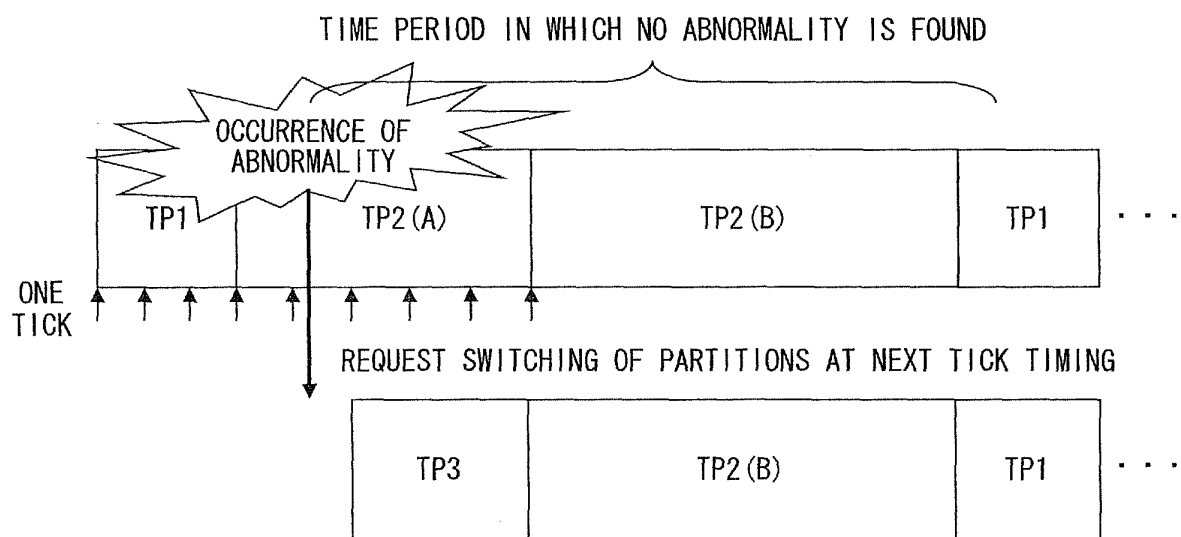 TIME PERIOD IN WHICH NO ABNORMALITY IS FOUND
OCCURRENCE OF
ABNORMALITY
TP1
TP2(A)
TP2(B)
TP1
. . .
ONE
TICK
REQUEST SWITCHING OF PARTITIONS AT NEXT TICK TIMING
TP3
TP2(B)
TP1
. . .